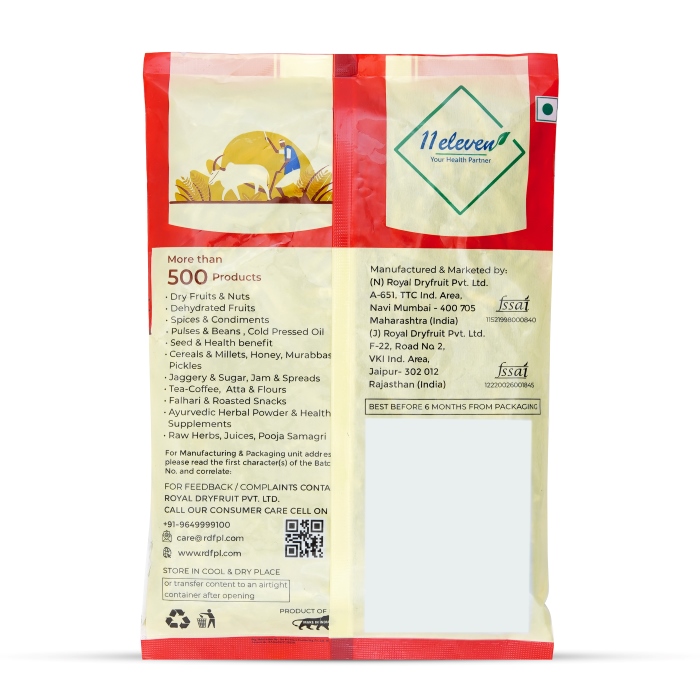 More than
500 Products
• Dry Fruits & Nuts
• Dehydrated Fruits
• Spices & Condiments
• Pulses & Beans , Cold Pressed Oil
• Seed & Health benefit
• Cereals & Millets, Honey, Murabbas
Pickles
• Jaggery & Sugar, Jam & Spreads
• Tea-Coffee, Atta & Flours
• Falhari & Roasted Snacks
• Ayurvedic Herbal Powder & Health
Supplements
• Raw Herbs, Juices, Pooja Samagri
For Manufacturing & Packaging unit addres
please read the first character(s) of the Batc
No. and correlate:
FOR FEEDBACK / COMPLAINTS CONTA
ROYAL DRYFRUIT PVT. LTD.
CALL OUR CONSUMER CARE CELL ON
+91-9649999100
care@rdfpl.com
www.rdfpl.com
STORE IN COOL & DRY PLACE
or transfer content to an airtight
container after opening
PRODUCT OF
MAKE IN INDIA
11 eleven
Your Health Partner
Manufactured & Marketed by:
(N) Royal Dryfruit Pvt. Ltd.
A-651, TTC Ind. Area,
Navi Mumbai - 400 705
Maharashtra (India)
fssai
11521998000840
(J) Royal Dryfruit Pvt. Ltd.
F-22, Road No 2,
VKI Ind. Area,
Jaipur- 302 012
Rajasthan (India)
fssai
12220026001845
BEST BEFORE 6 MONTHS FROM PACKAGING